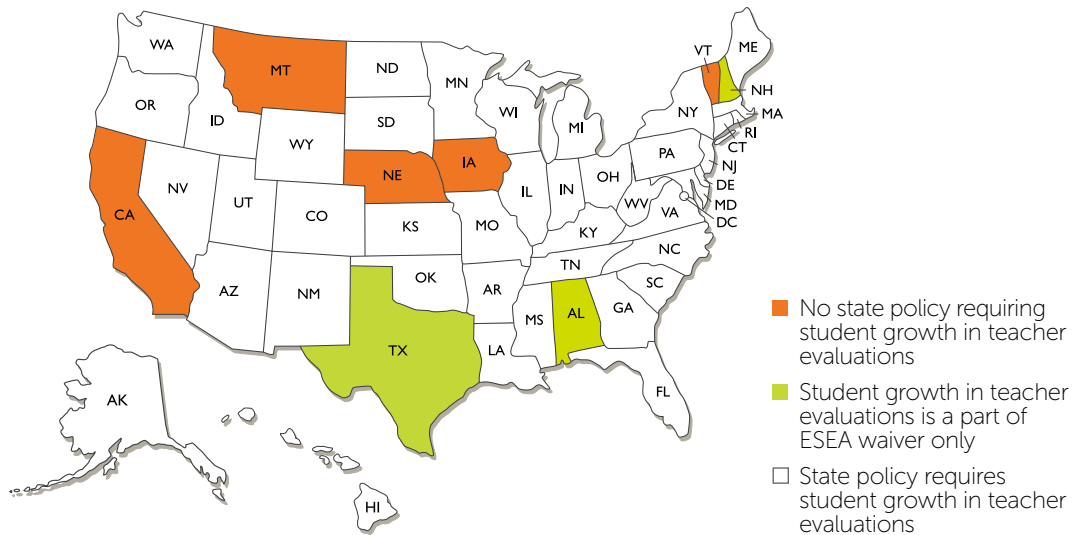 WA
MT
ND
MN
VT
ME
OR
ID
SD
WI
MI
NY
NH
MA
RI
CT
WY
NE
IA
PA
NJ
DE
MD
DC
NV
UT
CO
KS
MO
IL
IN
OH
WV
VA
KY
CA
AZ
NM
OK
AR
TN
NC
SC
MS
AL
GA
TX
LA
FL
AK
HI
No state policy requiring
student growth in teacher
evaluations
Student growth in teacher
evaluations is a part of
ESEA waiver only
State policy requires
student growth in teacher
evaluations